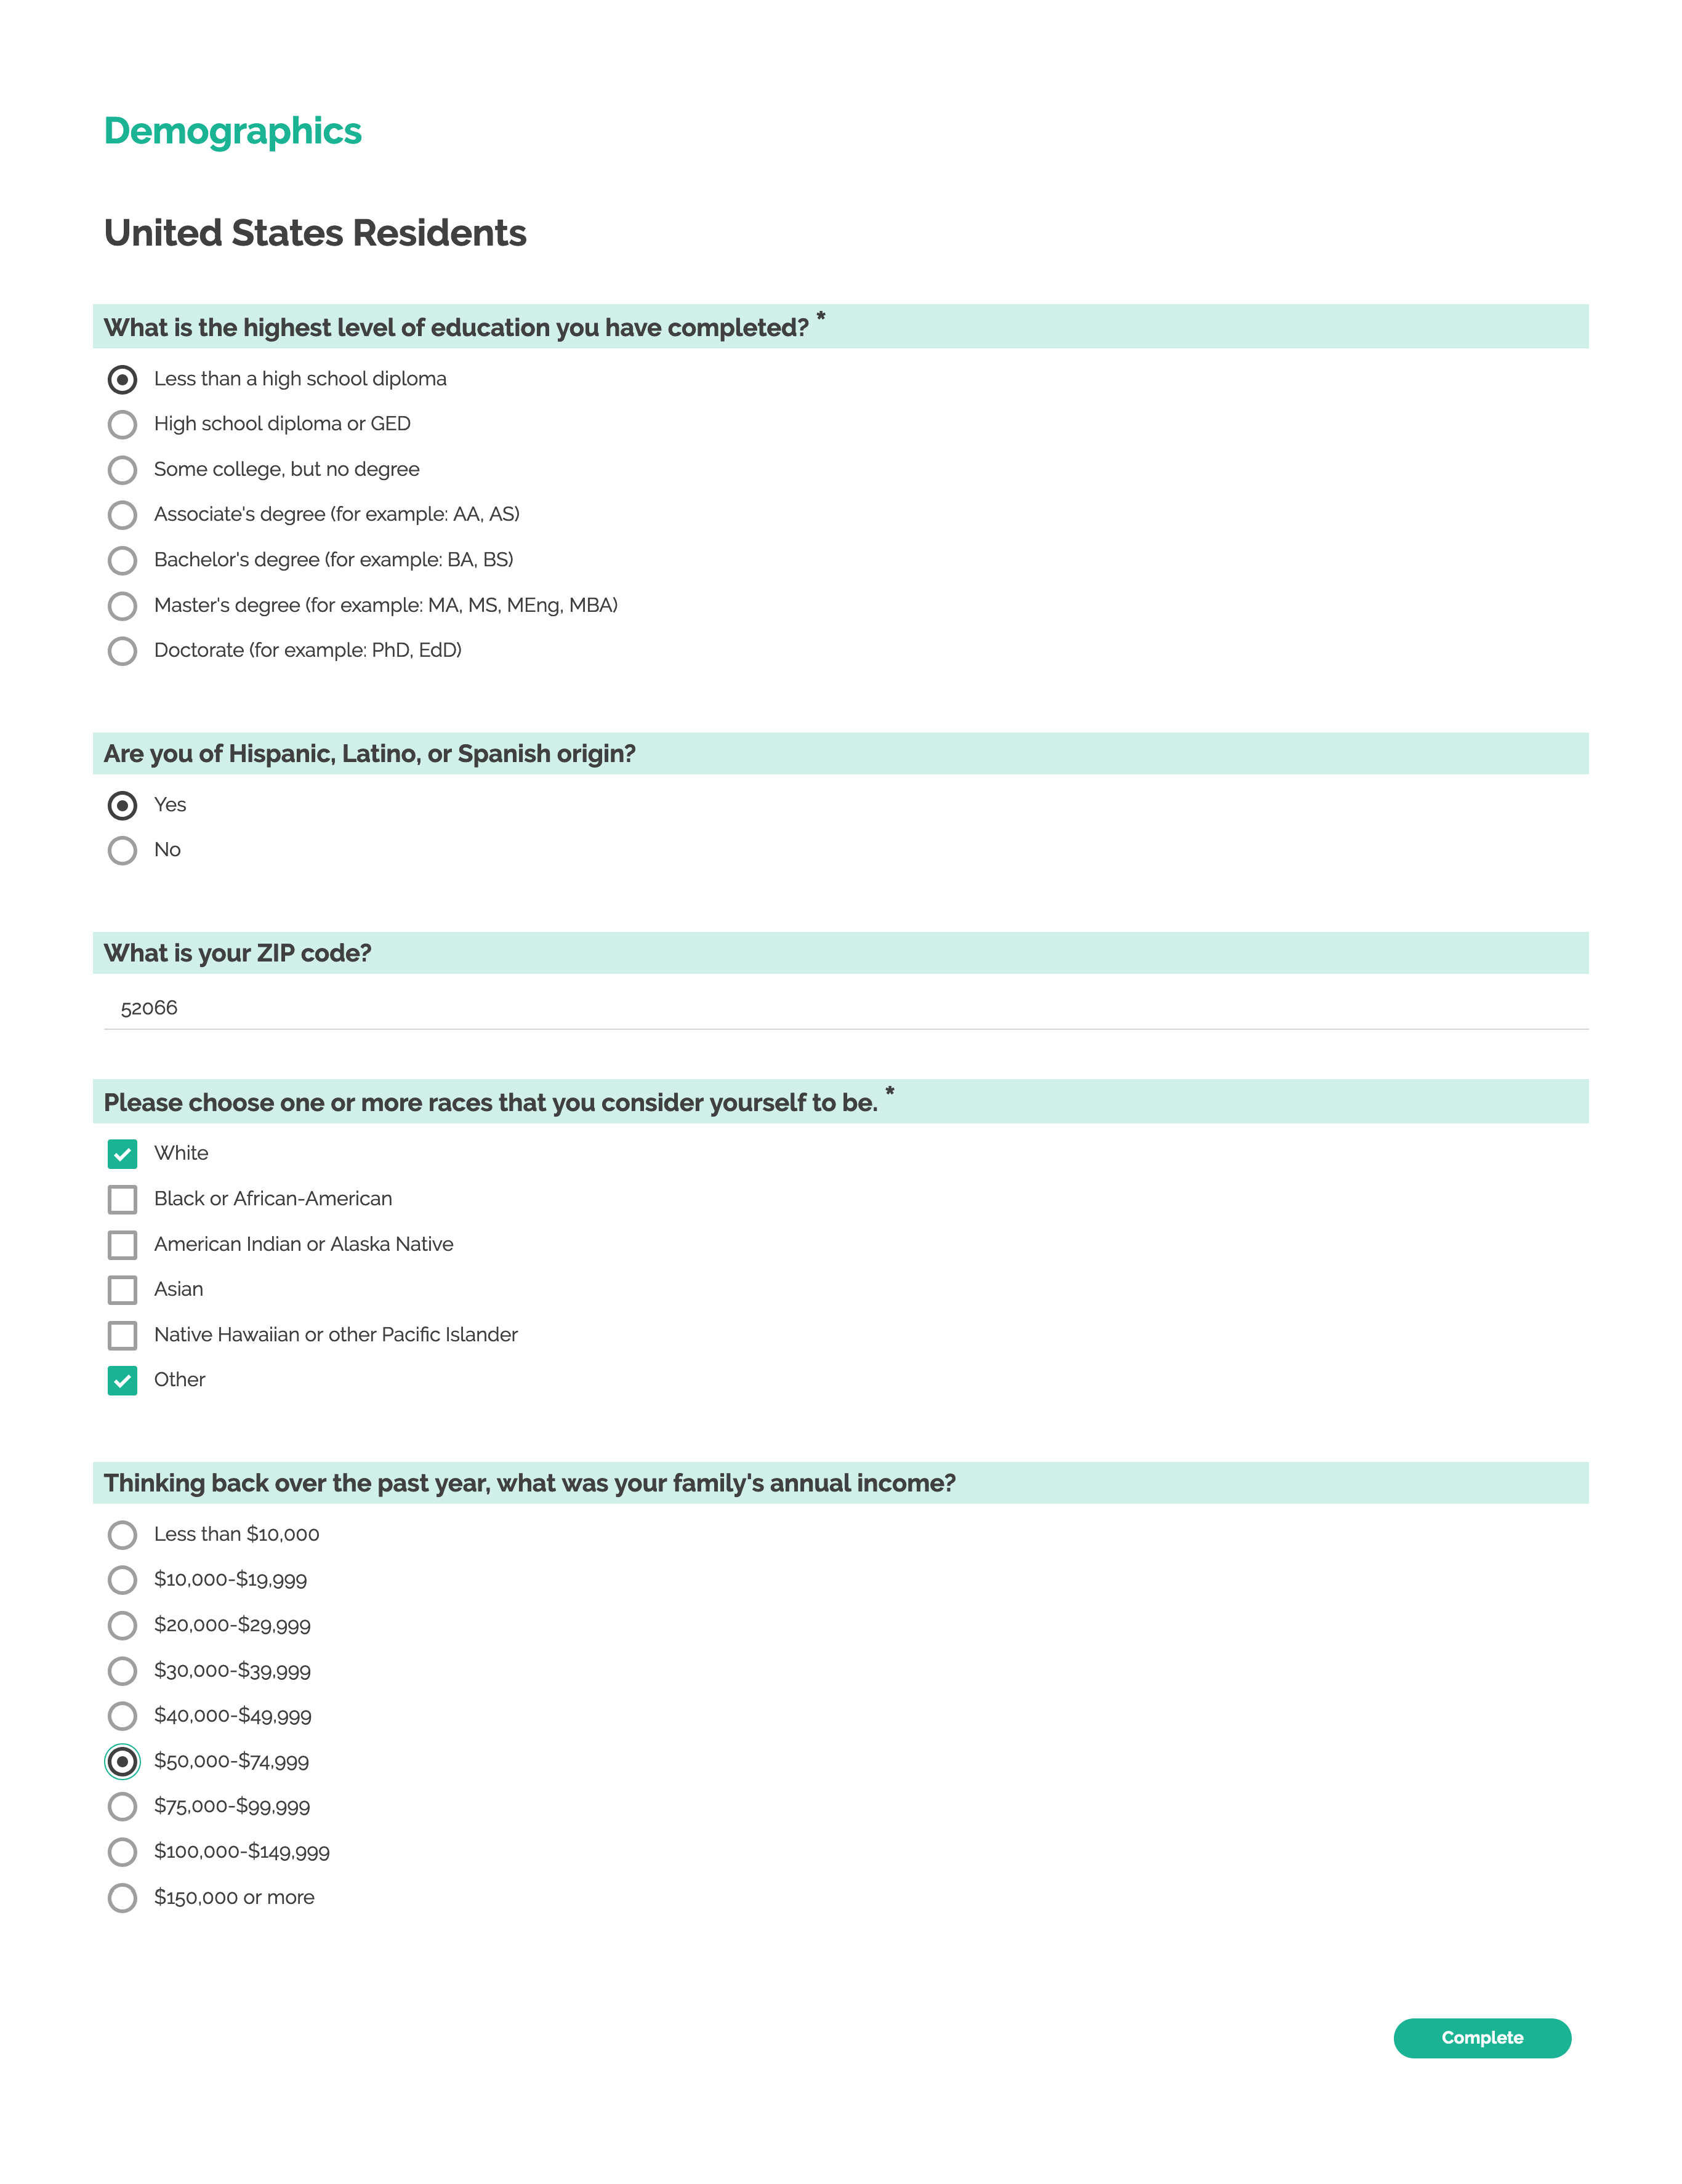 Demographics
United States Residents
What is the highest level of education you have completed? *
Less than a high school diploma
High school diploma or GED
Some college, but no degree
Associate's degree (for example: AA, AS)
Bachelor's degree (for example: BA, BS)
Master's degree (for example: MA, MS, MEng, MBA)
Doctorate (for example: PhD, EdD)
Are you of Hispanic, Latino, or Spanish origin?
Yes
No
What is your ZIP code?
52066
Please choose one or more races that you consider yourself to be. *
White
Black or African-American
American Indian or Alaska Native
Asian
Native Hawaiian or other Pacific Islander
Other
Thinking back over the past year, what was your family's annual income?
Less than $10,000
$10,000-$19,999
$20,000-$29,999
$30,000-$39,999
$40,000-$49,999
$50,000-$74,999
$75,000-$99,999
$100,000-$149,999
$150,000 or more
Complete